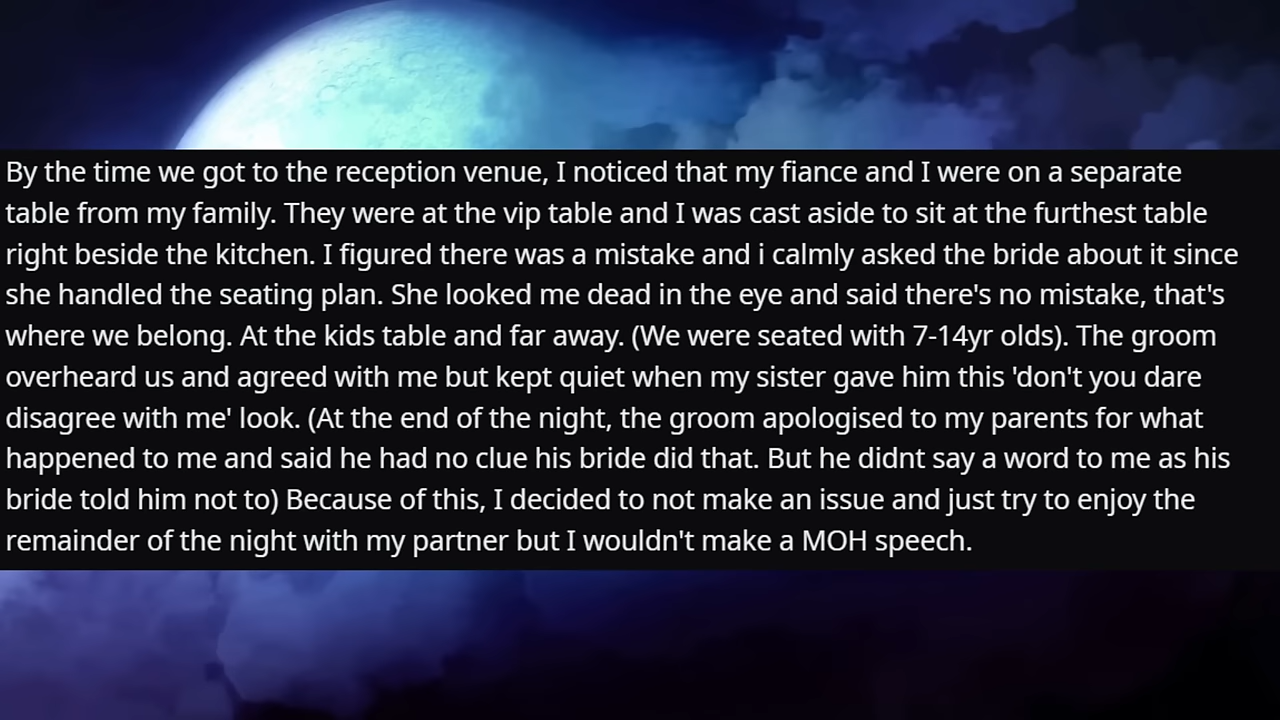 By the time we got to the reception venue, I noticed that my fiance and I were on a separate
table from my family. They were at the vip table and I was cast aside to sit at the furthest table
right beside the kitchen. I figured there was a mistake and i calmly asked the bride about it since
she handled the seating plan. She looked me dead in the eye and said there's no mistake, that's
where we belong. At the kids table and far away. (We were seated with 7-14yr olds). The groom
overheard us and agreed with me but kept quiet when my sister gave him this 'don't you dare
disagree with me' look. (At the end of the night, the groom apologised to my parents for what
happened to me and said he had no clue his bride did that. But he didnt say a word to me as his
bride told him not to) Because of this, I decided to not make an issue and just try to enjoy the
remainder of the night with my partner but I wouldn't make a MOH speech.